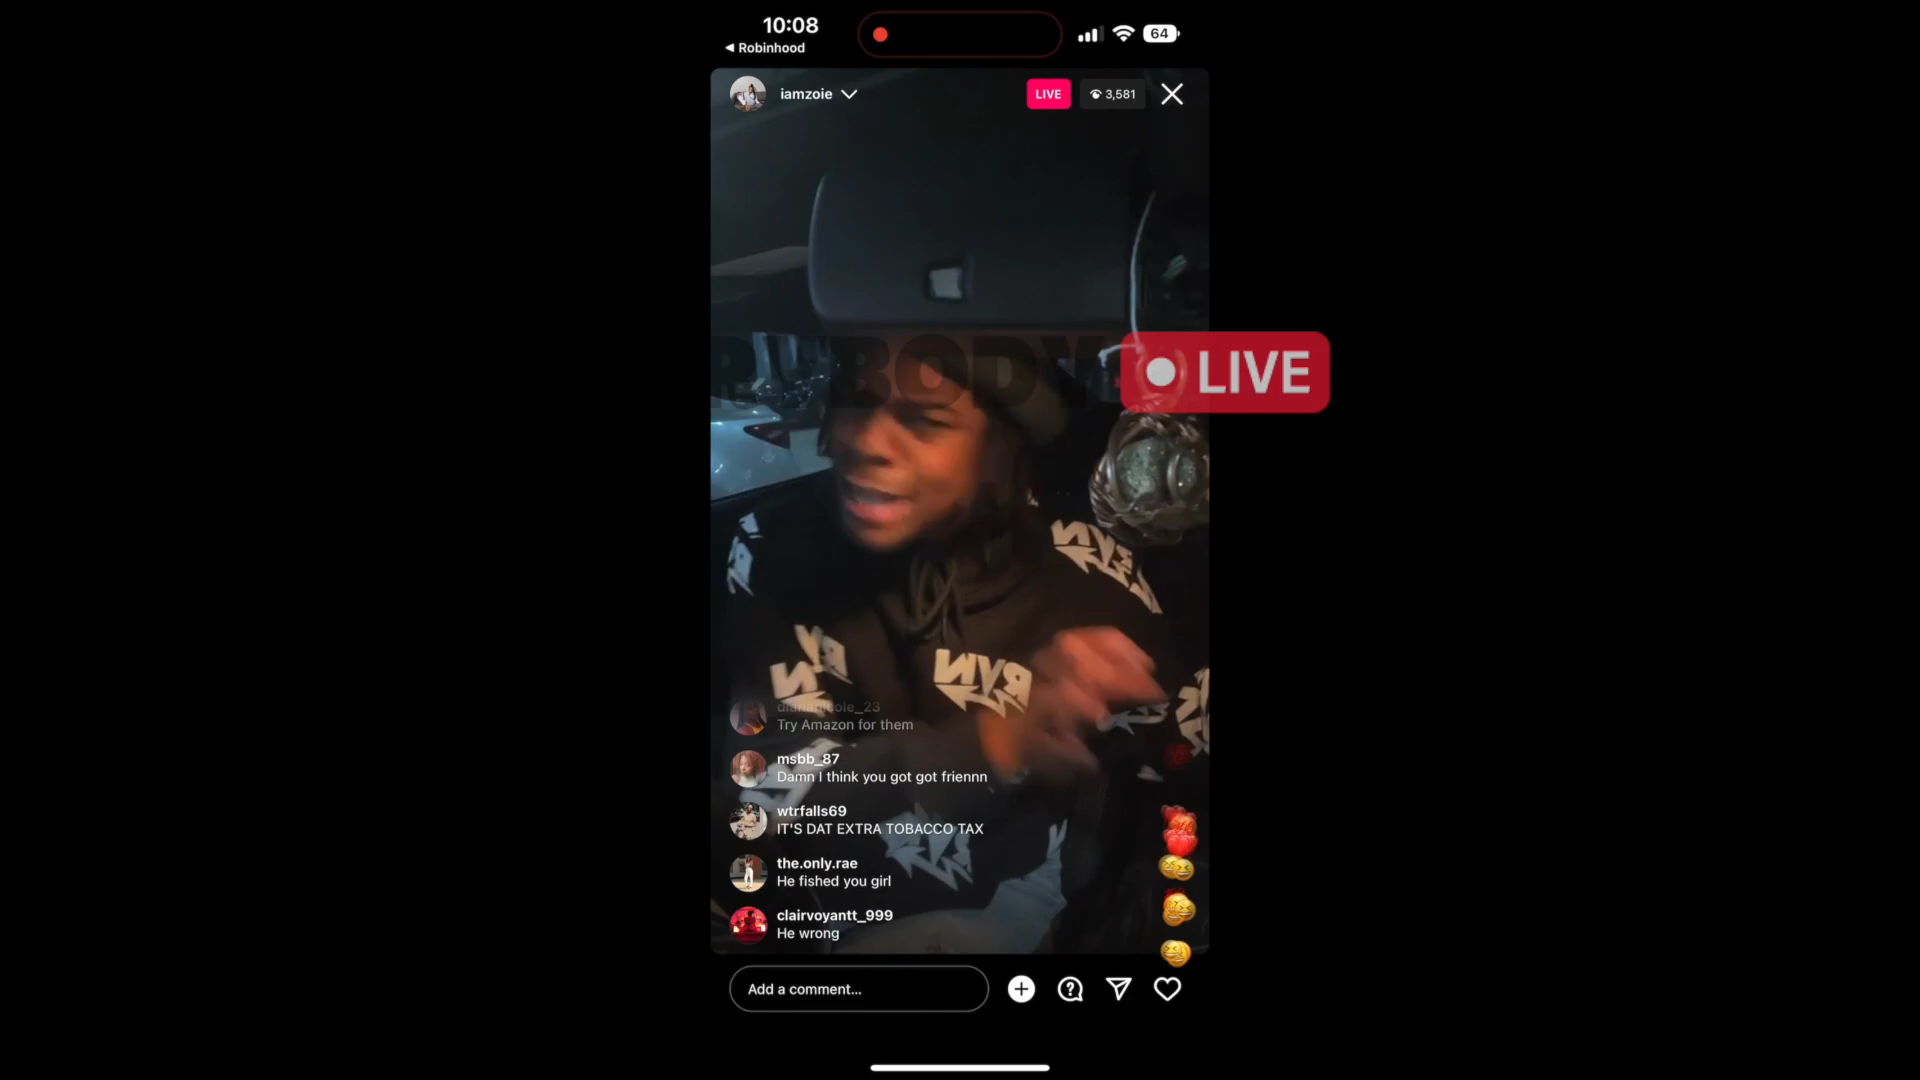 10:08
Robinhood
64
iamzoie
LIVE
3,581
RYBODY
LIVE
diananicole_23
Try Amazon for them
msbb_87
Damn I think you got got friennn
wtrfalls69
IT'S DAT EXTRA TOBACCO TAX
the.only.rae
He fished you girl
clairvoyantt_999
He wrong
Add a comment...